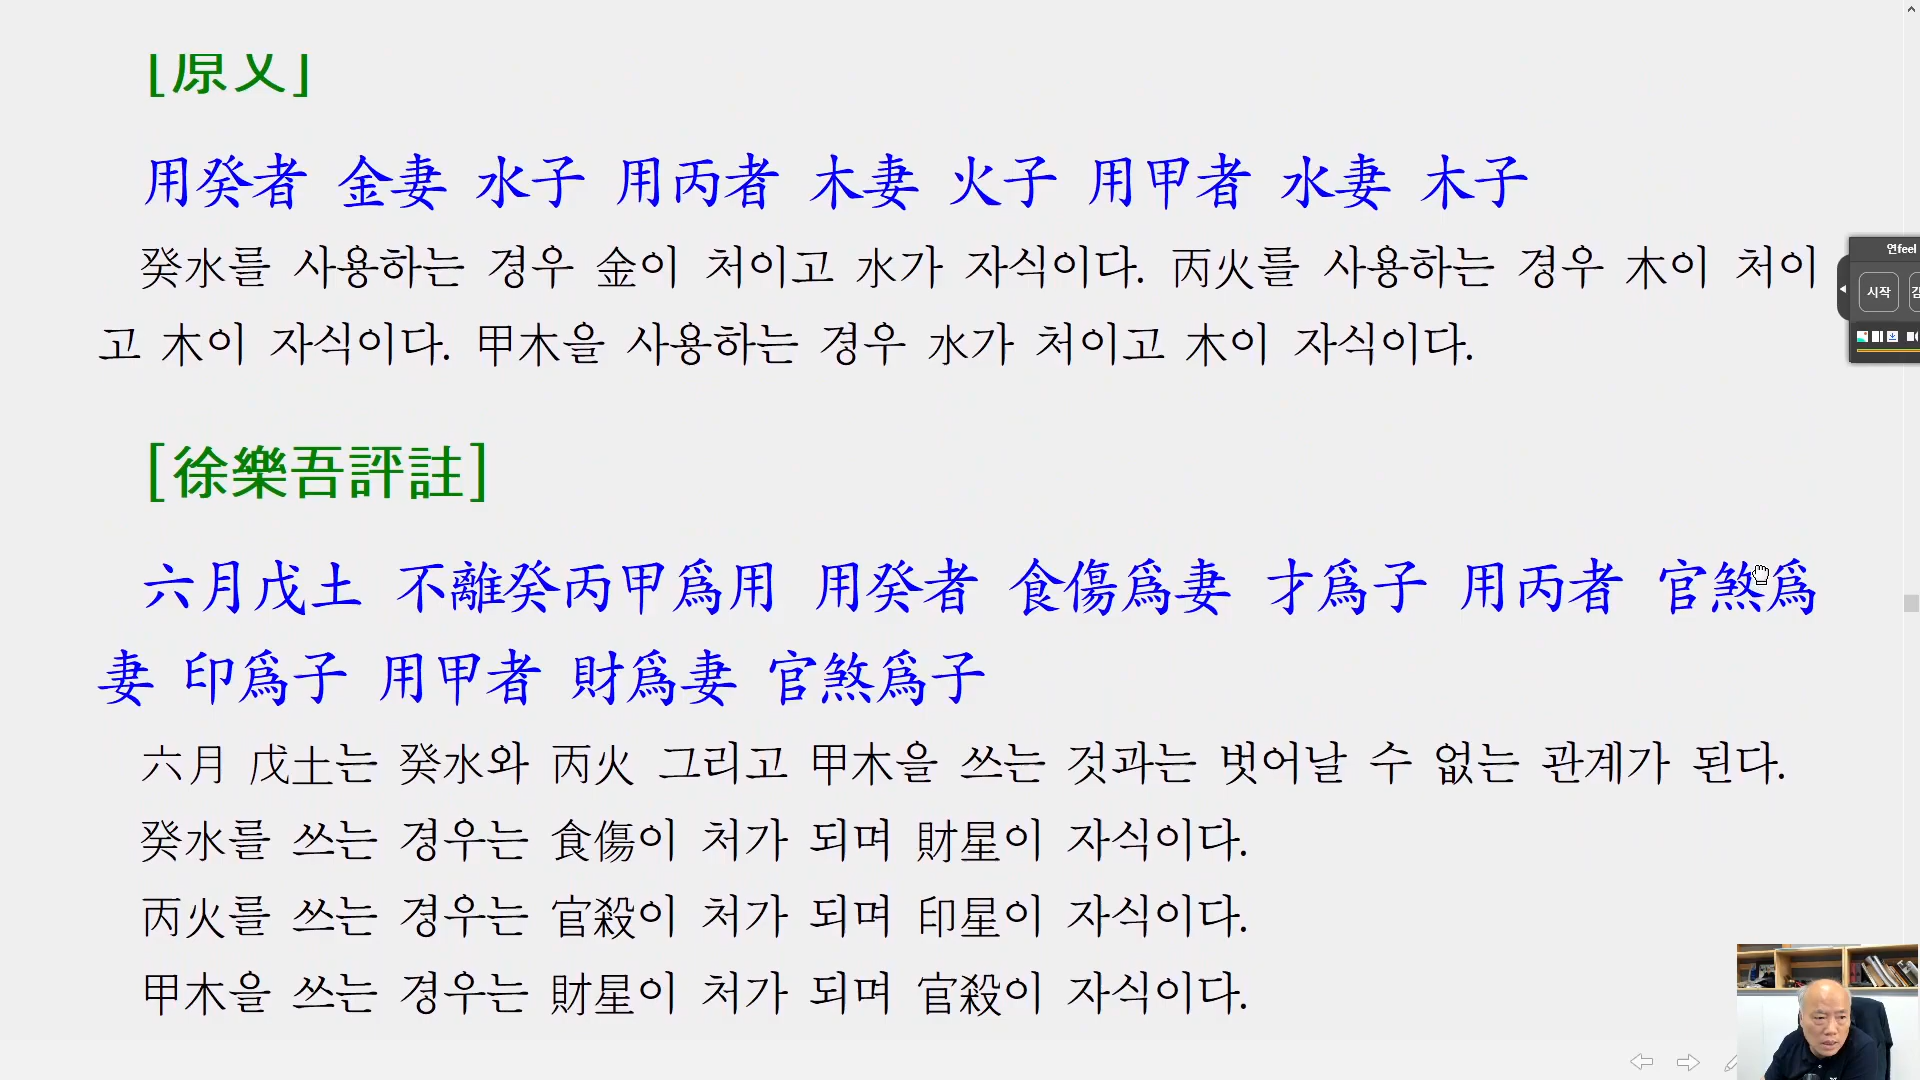 [原文]
用癸者 金妻 水子 用丙者 木妻 火子 用甲者 水妻 木子
癸水를 사용하는 경우 金이 처이고 水가 자식이다. 丙火를 사용하는 경우 木이 처이
고 木이 자식이다. 甲木을 사용하는 경우 水가 처이고 木이 자식이다.
[徐樂吾評註]
六月戊土 不離癸丙甲爲用 用癸者 食傷爲妻 才爲子 用丙者 官煞爲
妻 印爲子 用甲者 財爲妻 官煞爲子
六月 戊土는 癸水와 丙火 그리고 甲木을 쓰는 것과는 벗어날 수 없는 관계가 된다.
癸水를 쓰는 경우는 食傷이 처가 되며 財星이 자식이다.
丙火를 쓰는 경우는 官殺이 처가 되며 印星이 자식이다.
甲木을 쓰는 경우는 財星이 처가 되며 官殺이 자식이다.
연feel
시작